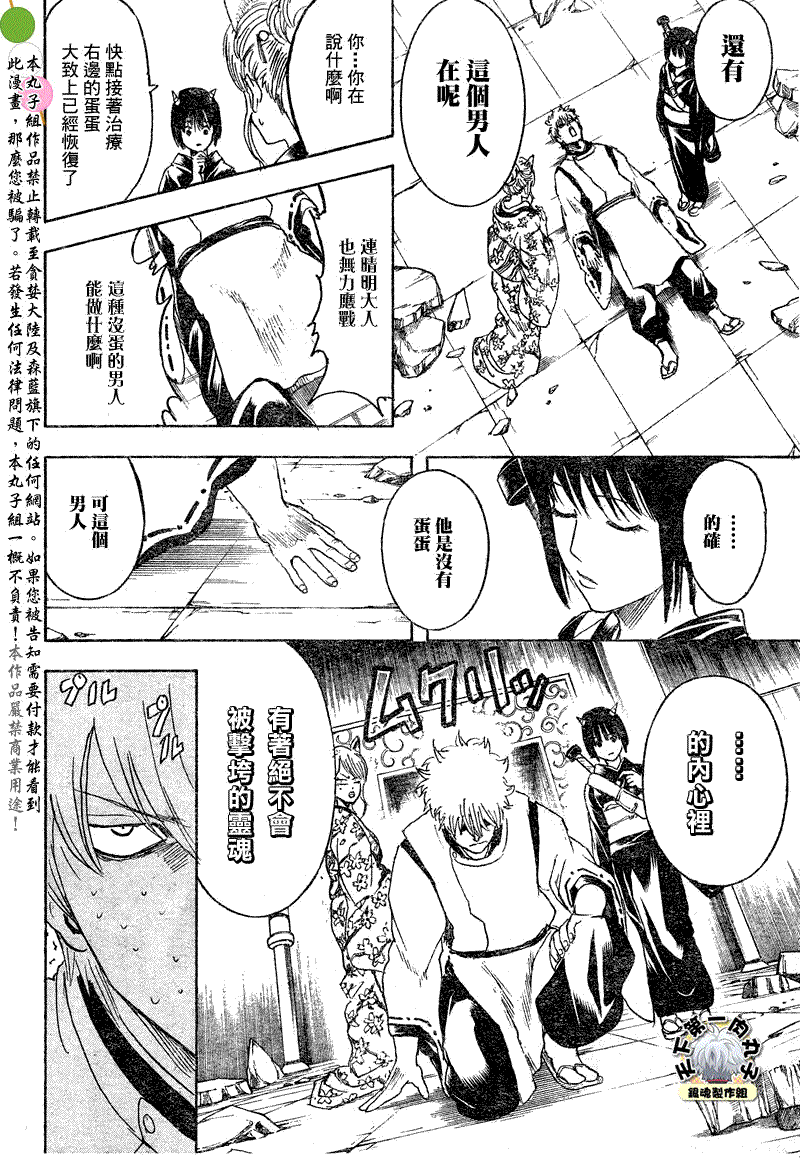 還有
這個男人
在呢
你…你在
說什麼啊
快點接著治療
右邊的蛋蛋
大致上已經恢復了
連晴明大人
也無力應戰
這種沒蛋的男人
能做什麼啊
……
的確
他是沒有
蛋蛋
可這個
男人
……
的內心裡
ムクリッ
有著絕不會
被擊垮的靈魂
プル
プル
天下第一肉丸子
銀魂製作組
本丸子組作品禁止轉載至貪婪大陸及森藍旗下的任何網站。如果您被告知需要付款才能看到
此漫畫，那麼您被騙了。若發生任何法律問題，本丸子組一概不負責！本作品嚴禁商業用途！